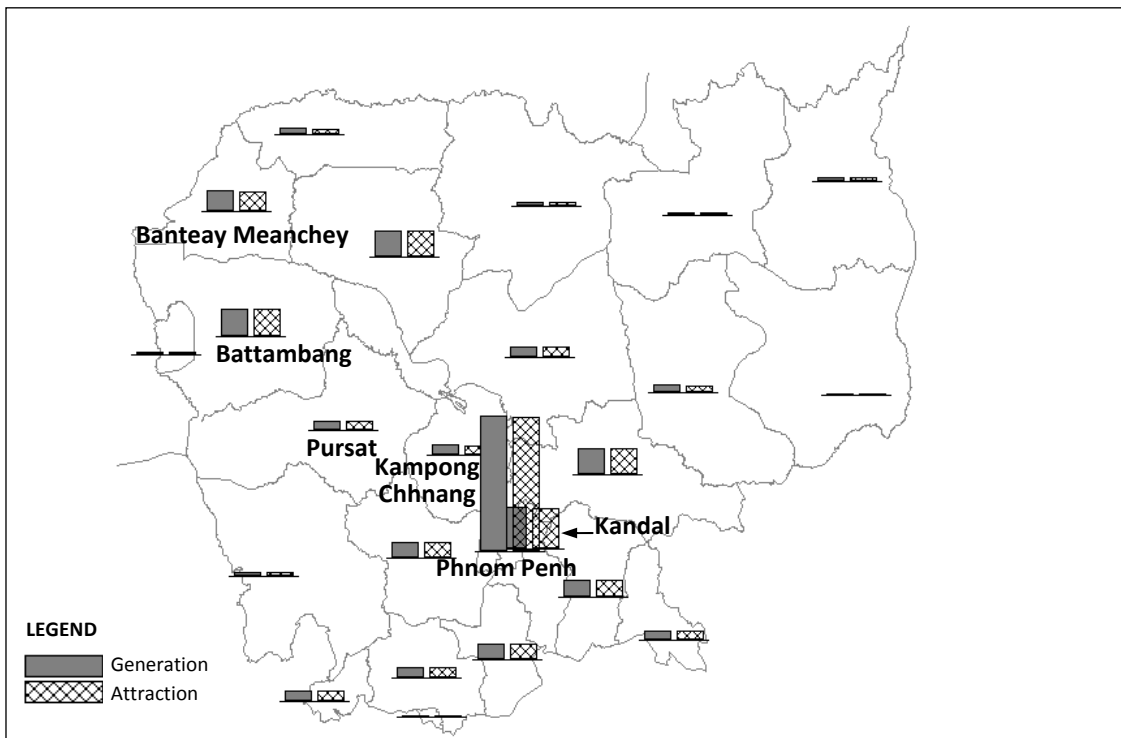 Banteay Meanchey
Battambang
Pursat
Kampong
Chhnang
Kandal
Phnom Penh
LEGEND
Generation
Attraction